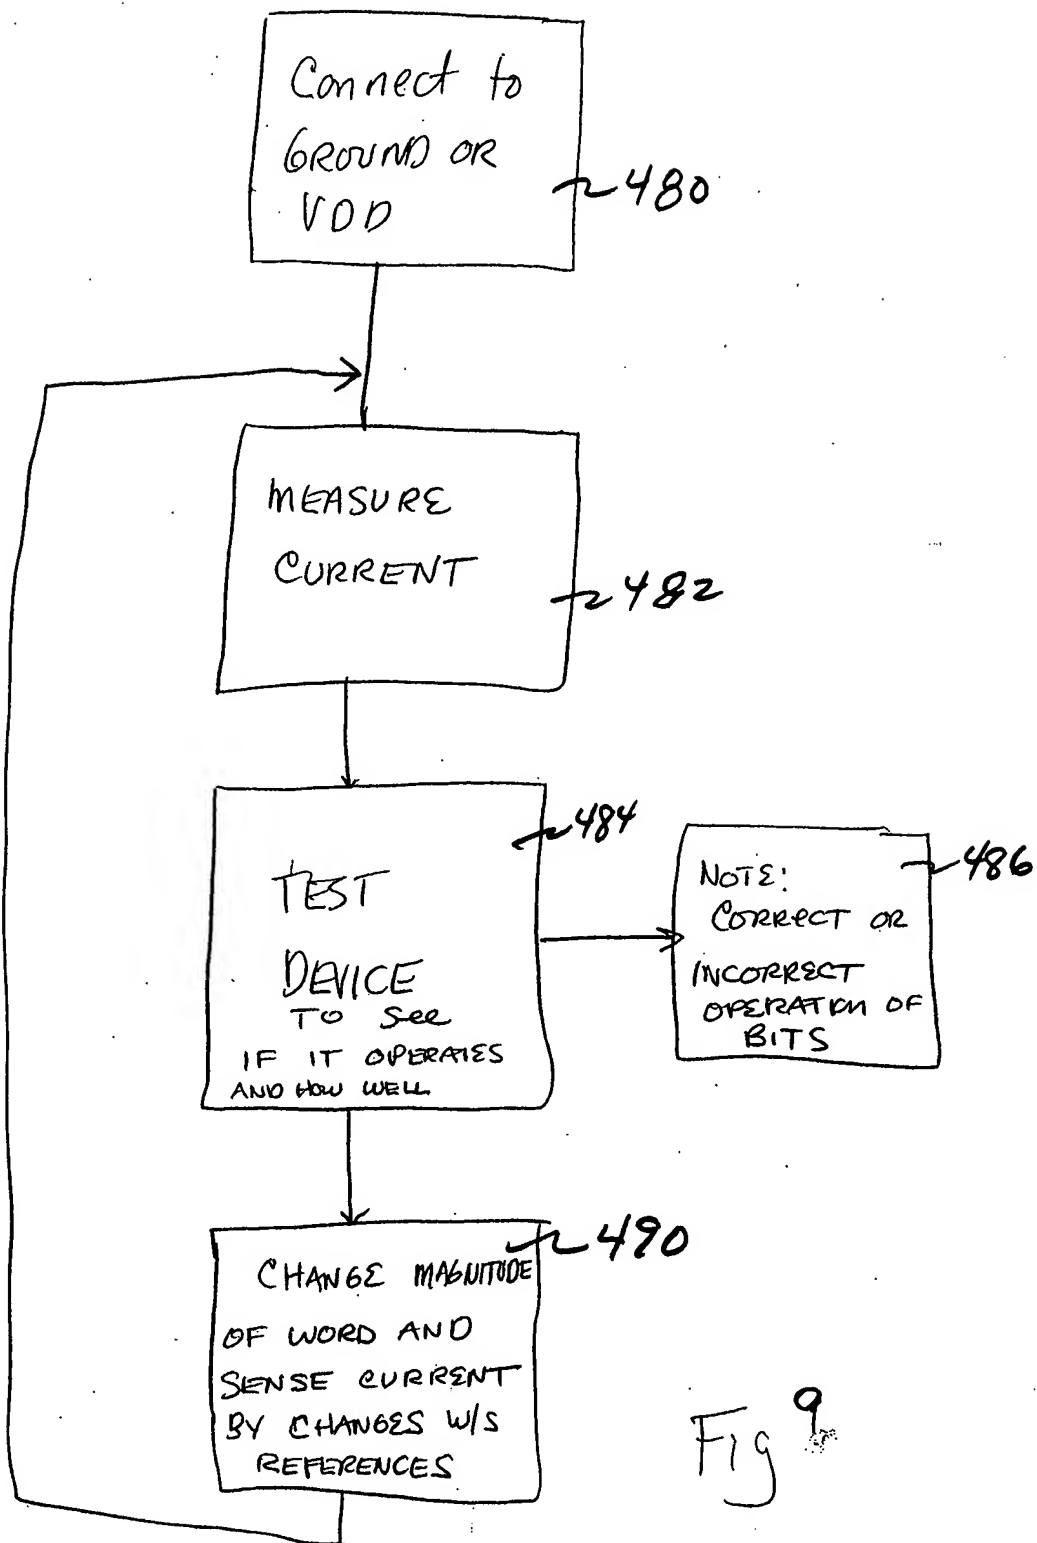 Connect to
GROUND OR
VDD
480
MEASURE
CURRENT
482
TEST
DEVICE
TO See
IF IT OPERATES
AND HOW WELL
484
NOTE:
CORRECT OR
INCORRECT
OPERATION OF
BITS
486
CHANGE MAGNITUDE
OF WORD AND
SENSE CURRENT
BY CHANGES W/S
REFERENCES
490
Fig 9